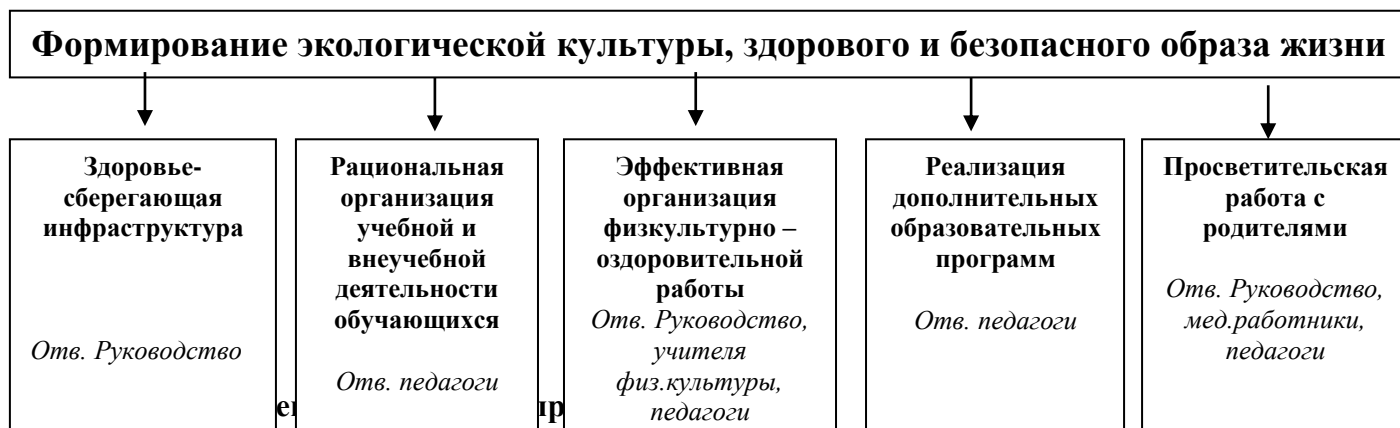 Формирование экологической культуры, здорового и безопасного образа жизни
Здоровье-
сберегающая
инфраструктура
Отв. Руководство
Рациональная
организация
учебной и
внеучебной
деятельности
обучающихся
Отв. педагоги
Эффективная
организация
физкультурно –
оздоровительной
работы
Отв. Руководство,
учителя
физ.культуры,
педагоги
Реализация
дополнительных
образовательных
программ
Отв. педагоги
Просветительская
работа с
родителями
Отв. Руководство,
мед.работники,
педагоги